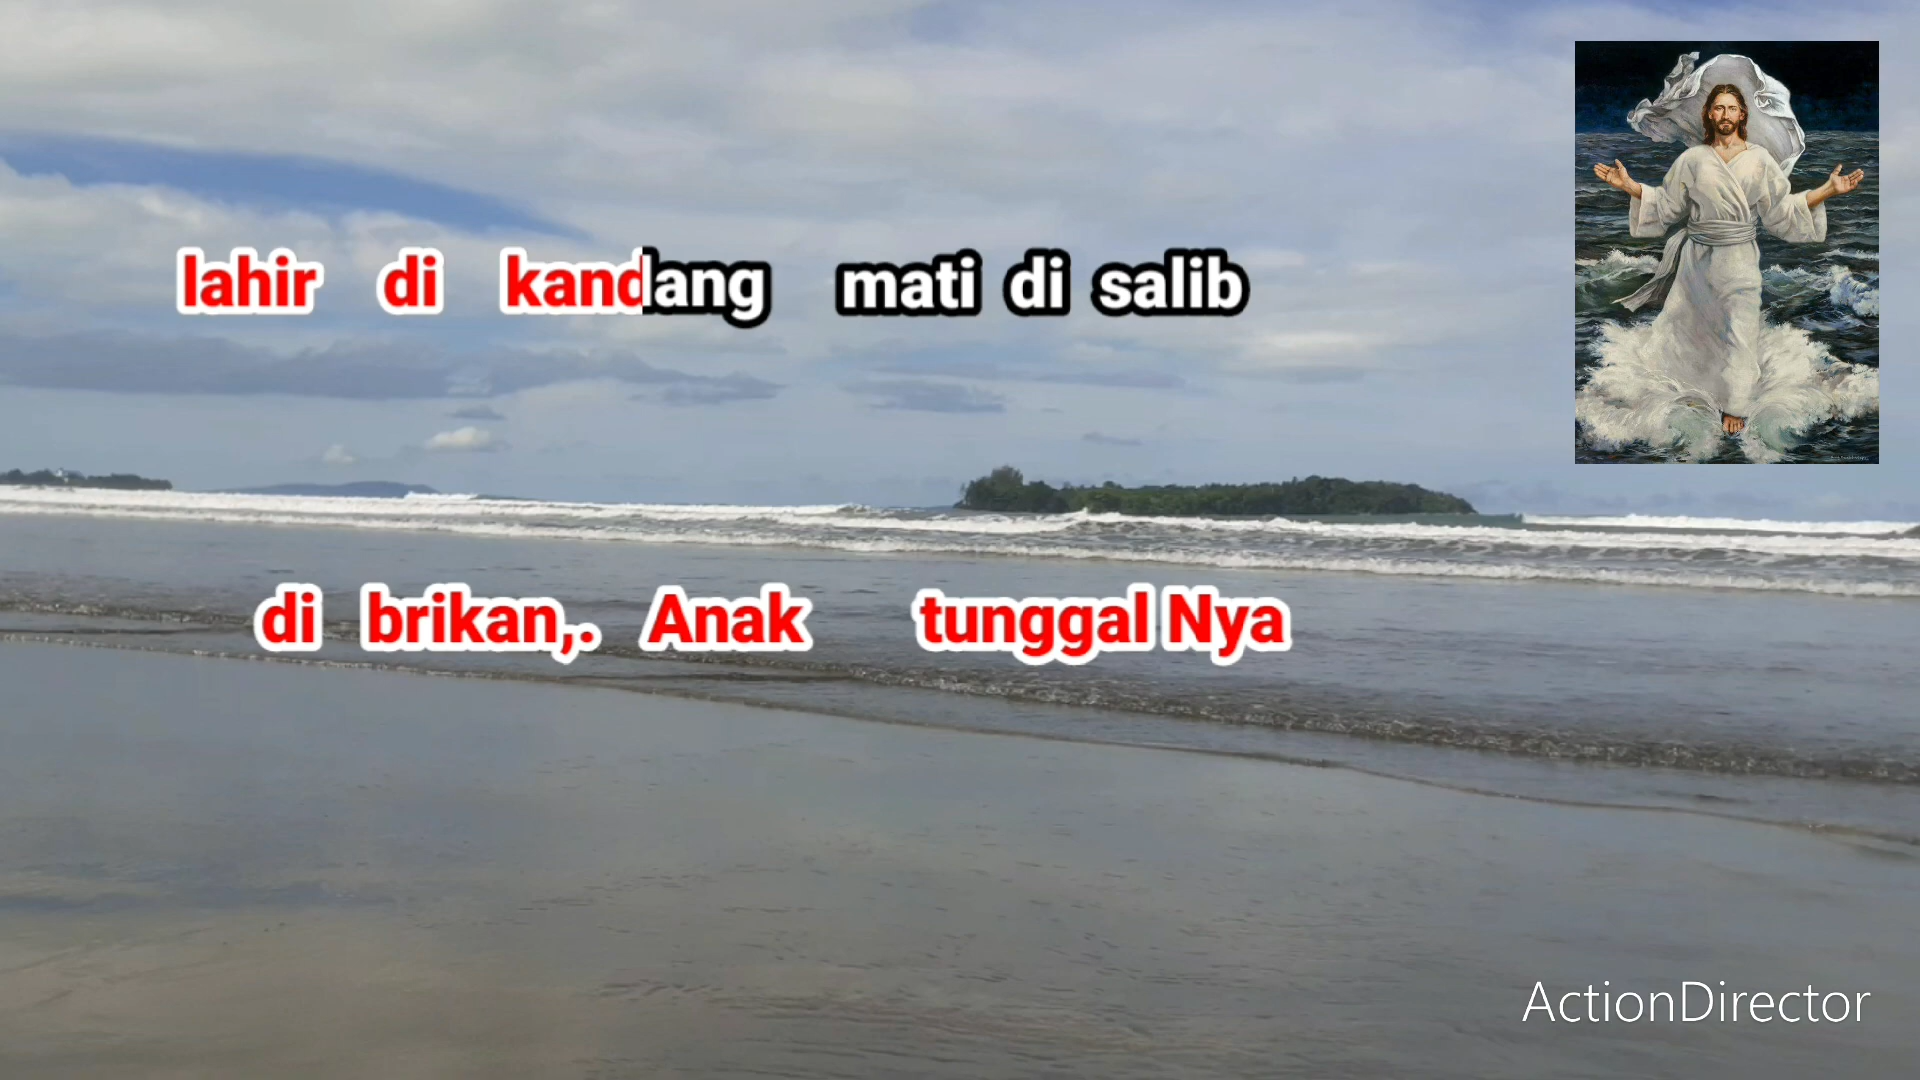 lahir di kandang mati di salib
di brikan,. Anak tunggal Nya
ActionDirector